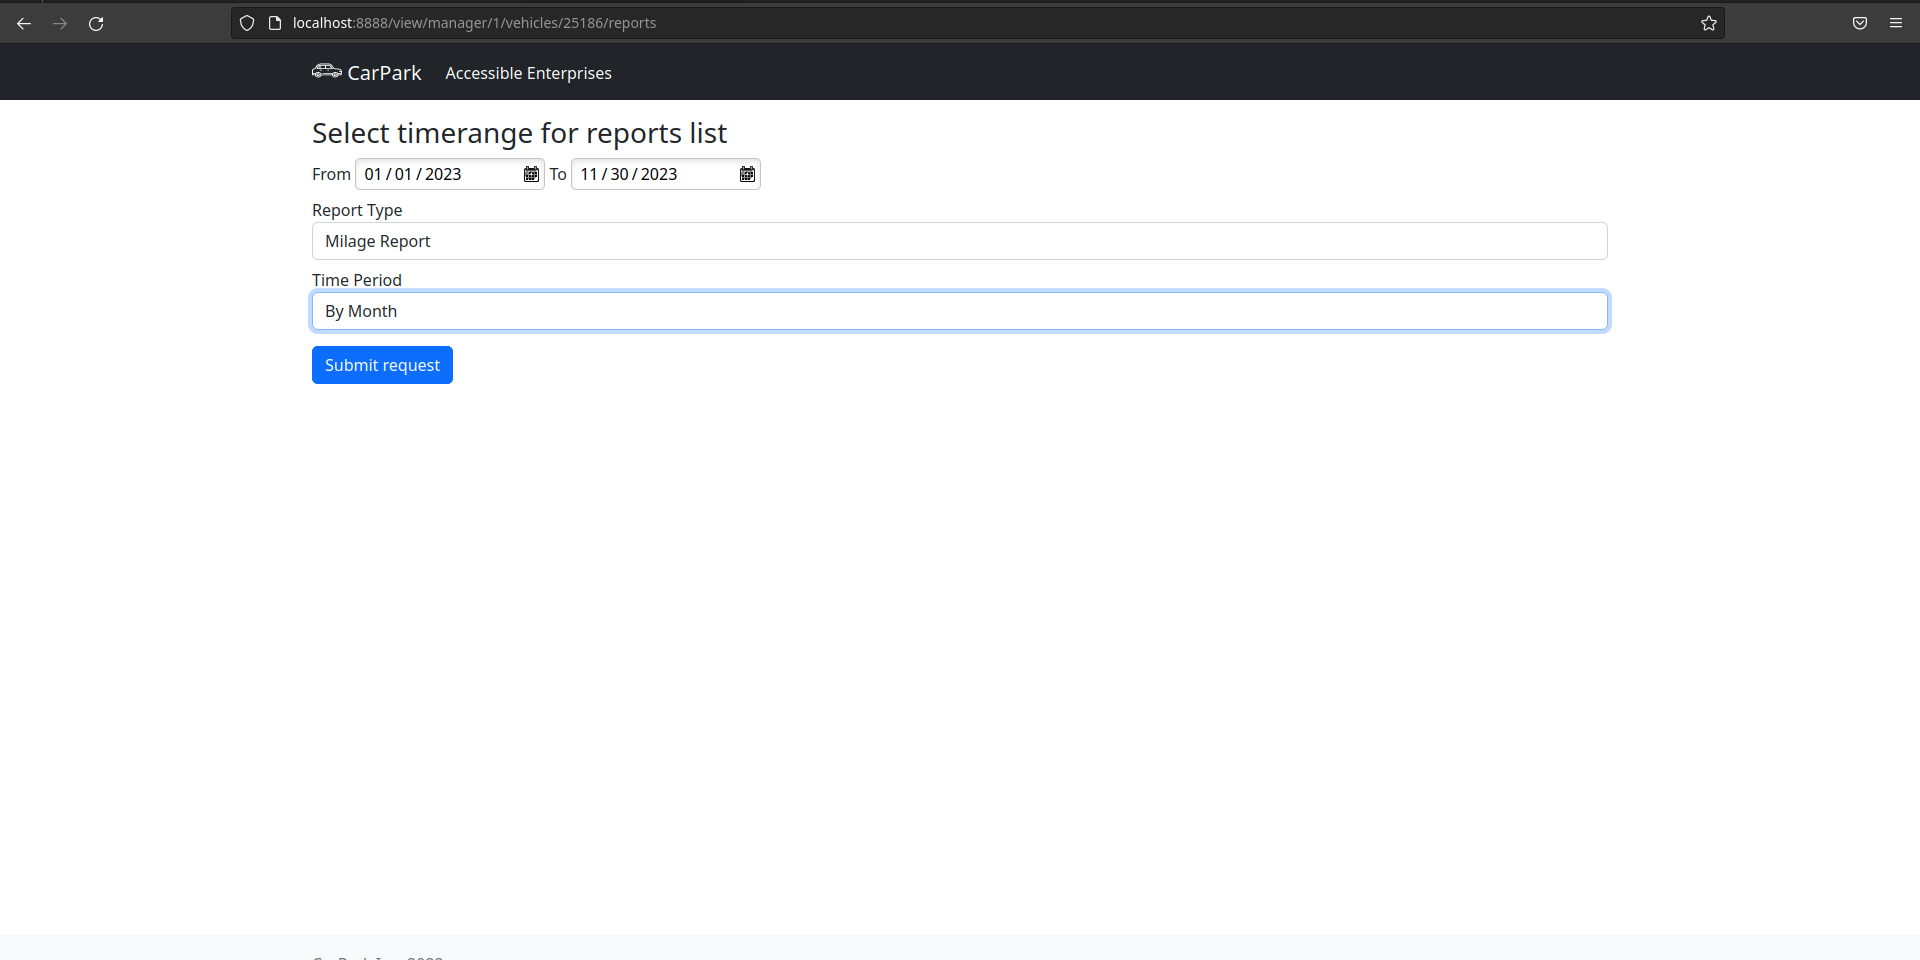 localhost:8888/view/manager/1/vehicles/25186/reports
CarPark Accessible Enterprises
Select timerange for reports list
From 01 / 01 / 2023 To 11 / 30 / 2023
Report Type
Milage Report
Time Period
By Month
Submit request